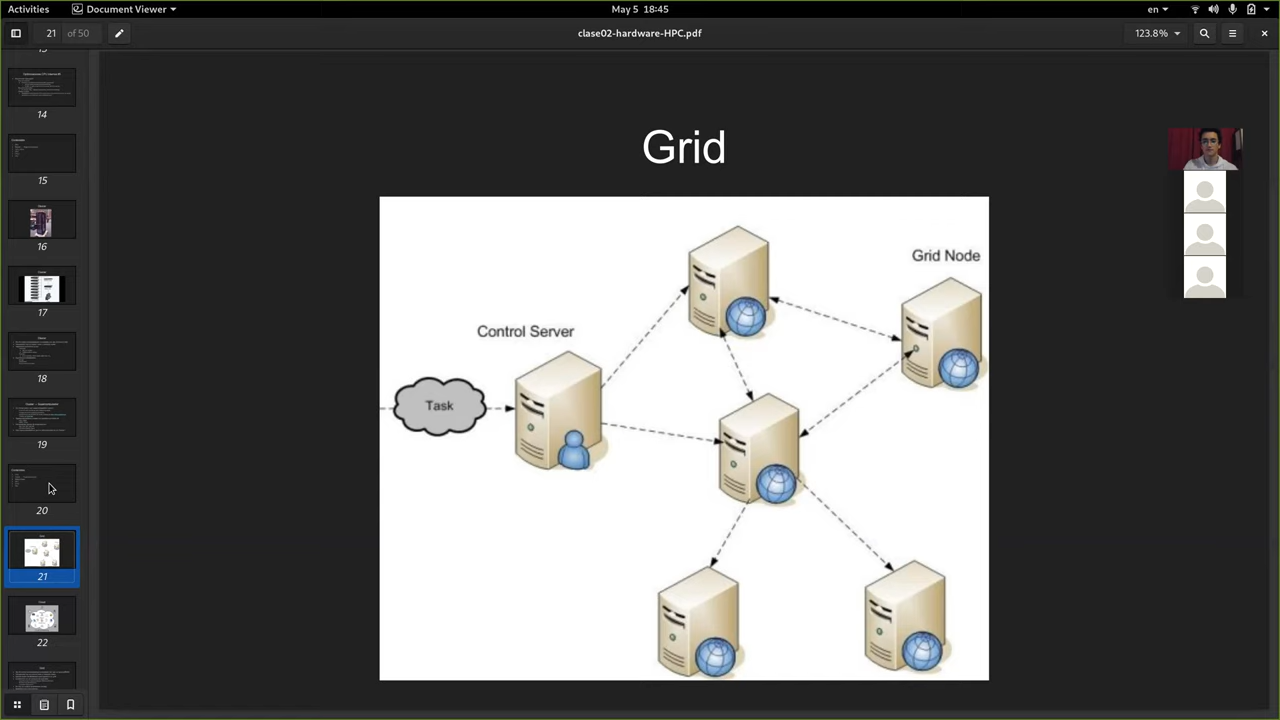 Activities
Document Viewer
May 5 18:45
en
21 of 50
clase02-hardware-HPC.pdf
123.8%
14
15
16
17
18
19
20
21
22
Grid
Grid Node
Control Server
Task